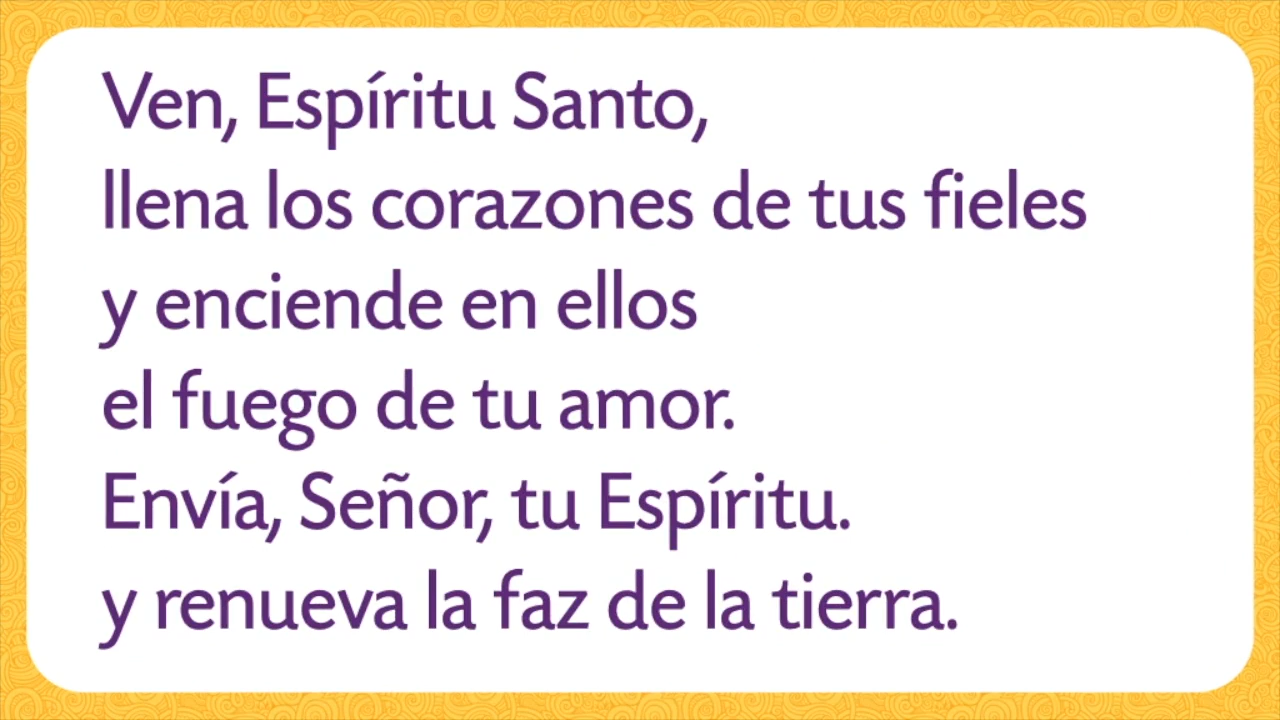 Ven, Espíritu Santo,
llena los corazones de tus fieles
y enciende en ellos
el fuego de tu amor.
Envía, Señor, tu Espíritu.
y renueva la faz de la tierra.